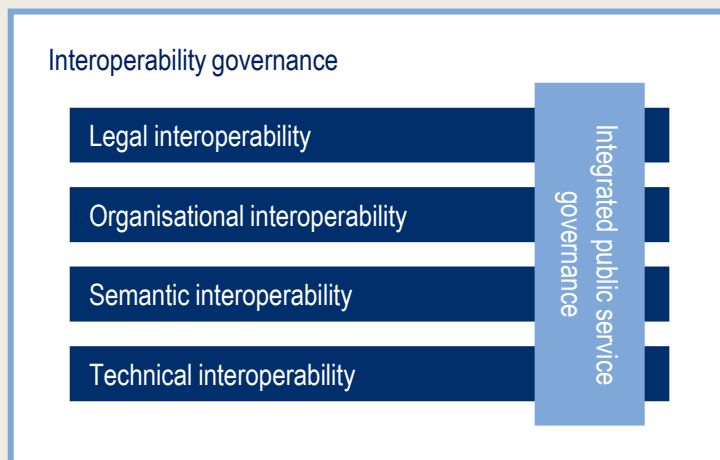 Interoperability governance
Legal interoperability
Organisational interoperability
Semantic interoperability
Technical interoperability
Integrated public service
governance